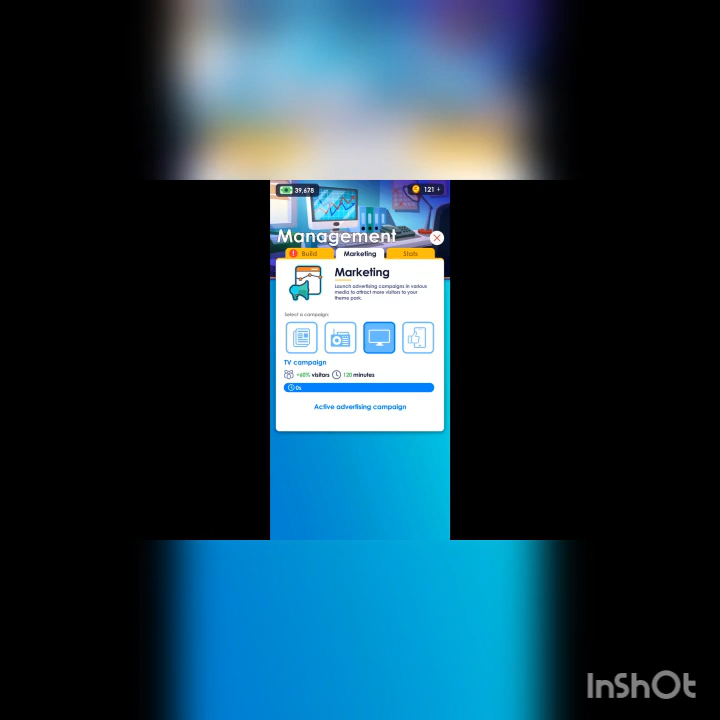 39,678
121 +
Management
! Build
Marketing
Stats
Marketing
Launch advertising campaigns in various
media to attract more visitors to your
theme park.
Select a campaign:
TV campaign
+60% visitors 120 minutes
0s
Active advertising campaign
InShOt